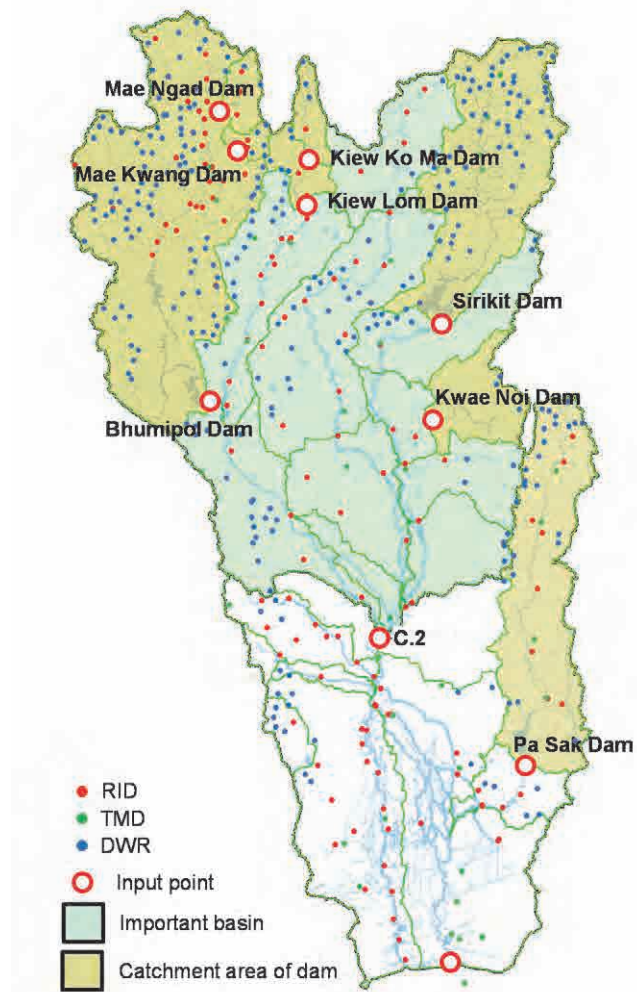 Mae Ngad Dam
Mae Kwang Dam
Kiew Ko Ma Dam
Kiew Lom Dam
Sirikit Dam
Kwae Noi Dam
Bhumipol Dam
C.2
Pa Sak Dam
RID
TMD
DWR
Input point
Important basin
Catchment area of dam